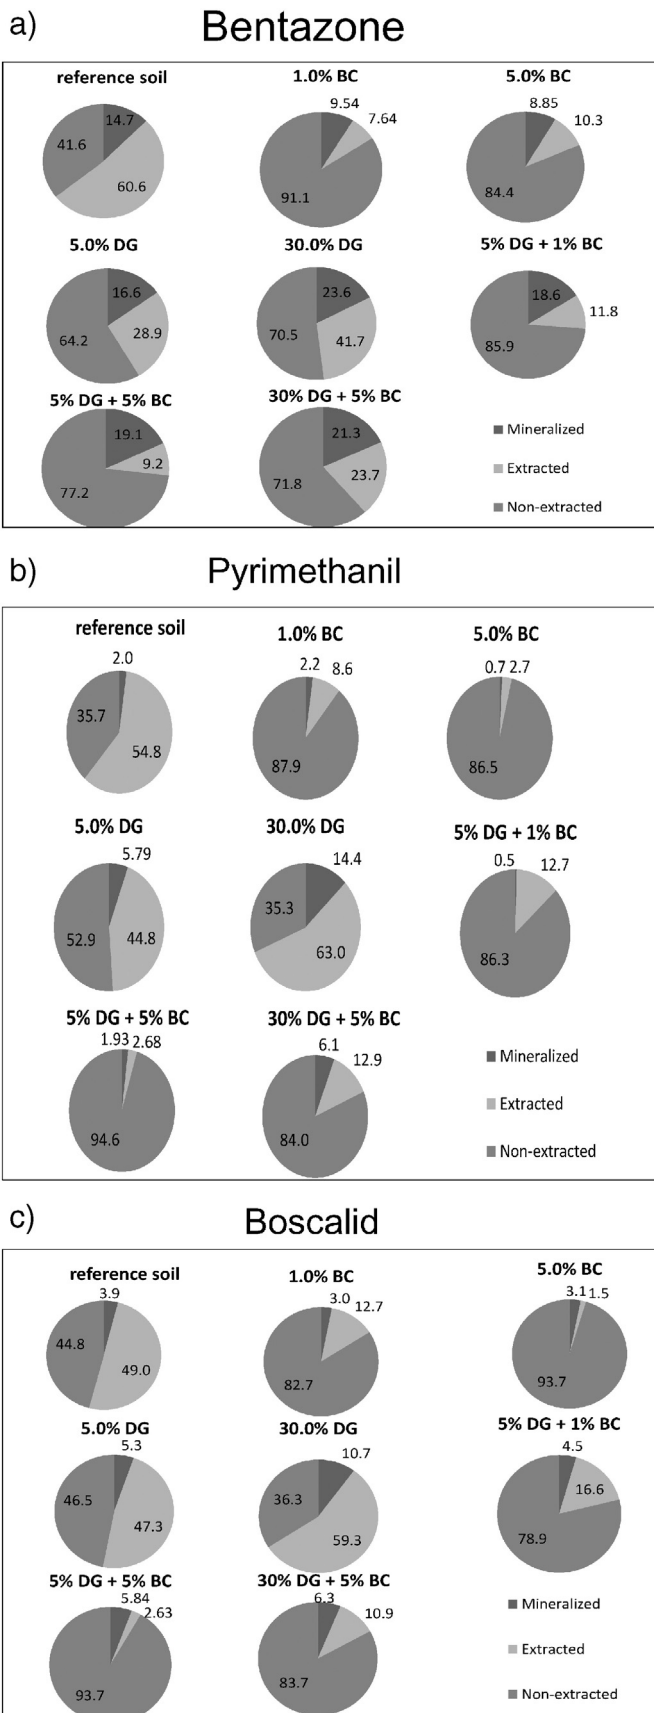 a)
Bentazone
reference soil
1.0% BC
5.0% BC
14.7
41.6
60.6
9.54
7.64
91.1
8.85
10.3
84.4
5.0% DG
30.0% DG
5% DG + 1% BC
16.6
64.2
28.9
23.6
70.5
41.7
18.6
11.8
85.9
5% DG + 5% BC
30% DG + 5% BC
19.1
9.2
77.2
21.3
71.8
23.7
Mineralized
Extracted
Non-extracted
b)
Pyrimethanil
reference soil
1.0% BC
5.0% BC
2.0
35.7
54.8
2.2
8.6
87.9
0.7
2.7
86.5
5.0% DG
30.0% DG
5% DG + 1% BC
5.79
52.9
44.8
14.4
35.3
63.0
0.5
12.7
86.3
5% DG + 5% BC
30% DG + 5% BC
1.93
2.68
94.6
6.1
12.9
84.0
Mineralized
Extracted
Non-extracted
c)
Boscalid
reference soil
1.0% BC
5.0% BC
3.9
44.8
49.0
3.0
12.7
82.7
3.1
1.5
93.7
5.0% DG
30.0% DG
5% DG + 1% BC
5.3
46.5
47.3
10.7
36.3
59.3
4.5
16.6
78.9
5% DG + 5% BC
30% DG + 5% BC
5.84
2.63
93.7
6.3
10.9
83.7
Mineralized
Extracted
Non-extracted